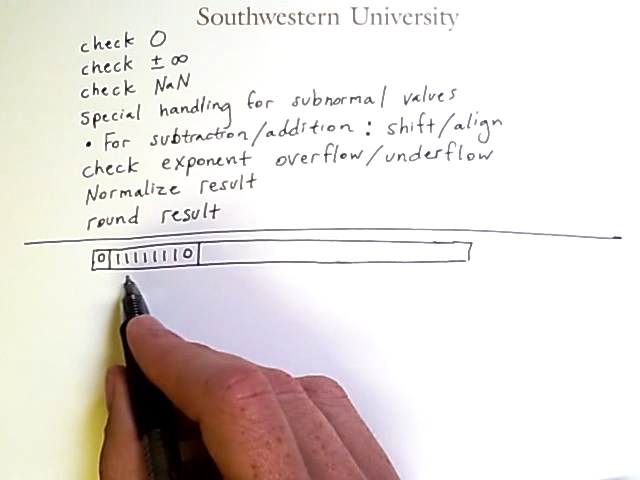 Southwestern University
check 0
check ± ∞
check NaN
special handling for subnormal values
• For subtraction/addition : shift/align
check exponent overflow/underflow
Normalize result
round result
0 11111110